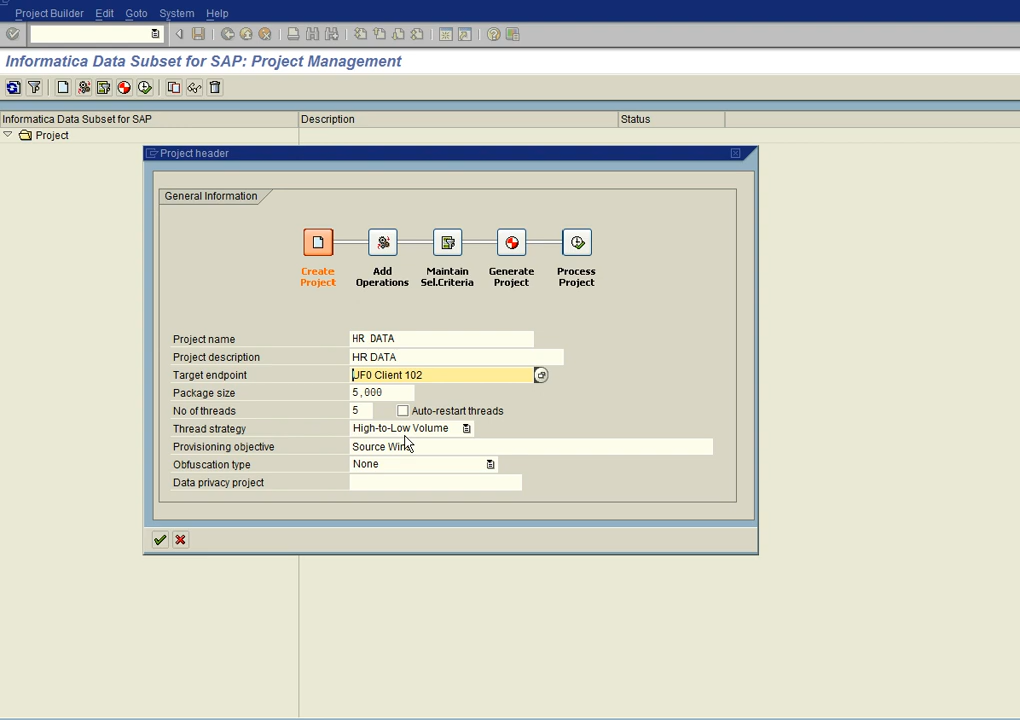 Project Builder Edit Goto System Help
Informatica Data Subset for SAP: Project Management
Informatica Data Subset for SAP Description Status
Project
Project header
General Information
Create Project Add Operations Maintain Sel.Criteria Generate Project Process Project
Project name HR DATA
Project description HR DATA
Target endpoint UF0 Client 102
Package size 5,000
No of threads 5 Auto-restart threads
Thread strategy High-to-Low Volume
Provisioning objective Source
Obfuscation type None
Data privacy project